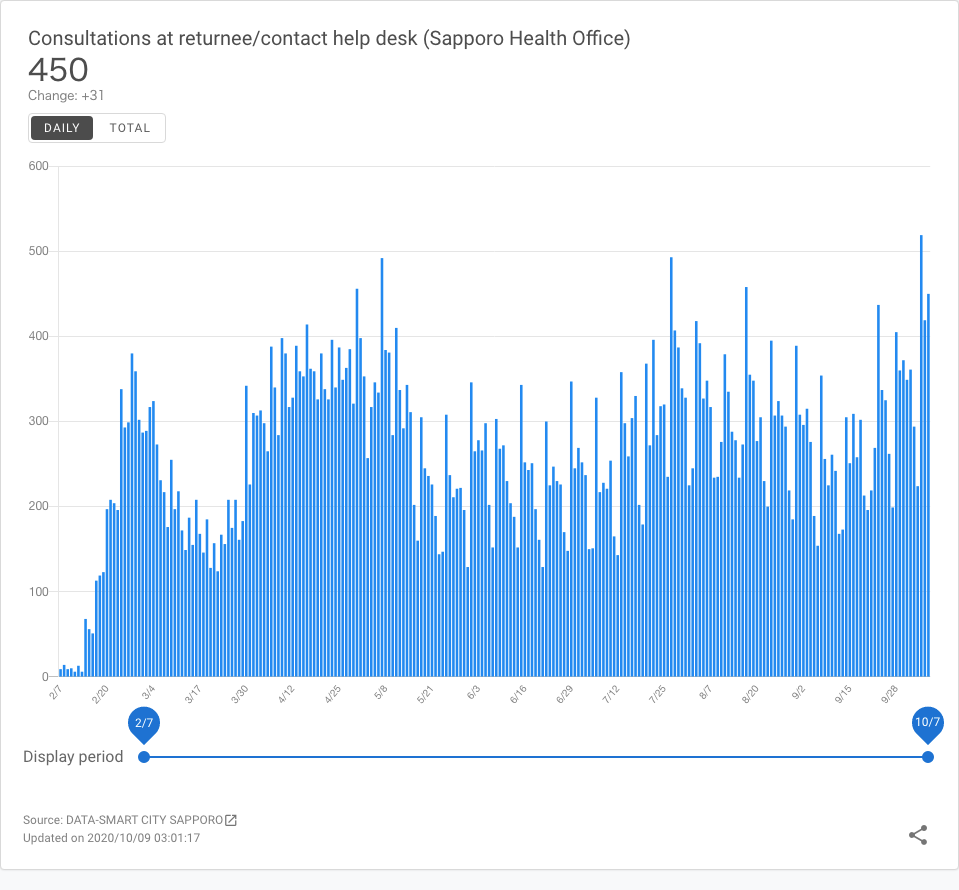 Consultations at returnee/contact help desk (Sapporo Health Office)
450
Change: +31
DAILY TOTAL
600
500
400
300
200
100
0
2/7 2/20 3/4 3/17 3/30 4/12 4/25 5/8 5/21 6/3 6/16 6/29 7/12 7/25 8/7 8/20 9/2 9/15 9/28
2/7 10/7
Display period
Source: DATA-SMART CITY SAPPORO
Updated on 2020/10/09 03:01:17